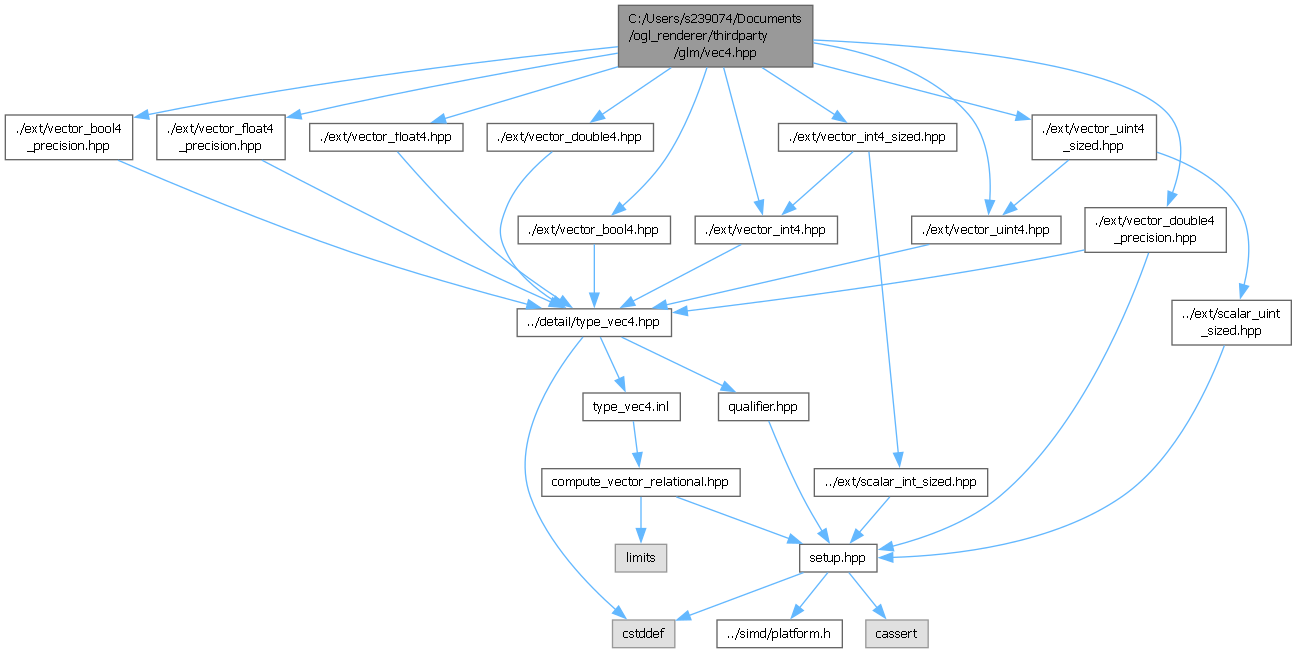 C:/Users/s239074/Documents
/ogl_renderer/thirdparty
/glm/vec4.hpp
./ext/vector_bool4
_precision.hpp
./ext/vector_float4
_precision.hpp
./ext/vector_float4.hpp
./ext/vector_double4.hpp
./ext/vector_int4_sized.hpp
./ext/vector_uint4
_sized.hpp
./ext/vector_bool4.hpp
./ext/vector_int4.hpp
./ext/vector_uint4.hpp
./ext/vector_double4
_precision.hpp
../detail/type_vec4.hpp
../ext/scalar_uint
_sized.hpp
type_vec4.inl
qualifier.hpp
compute_vector_relational.hpp
../ext/scalar_int_sized.hpp
limits
setup.hpp
cstddef
../simd/platform.h
cassert